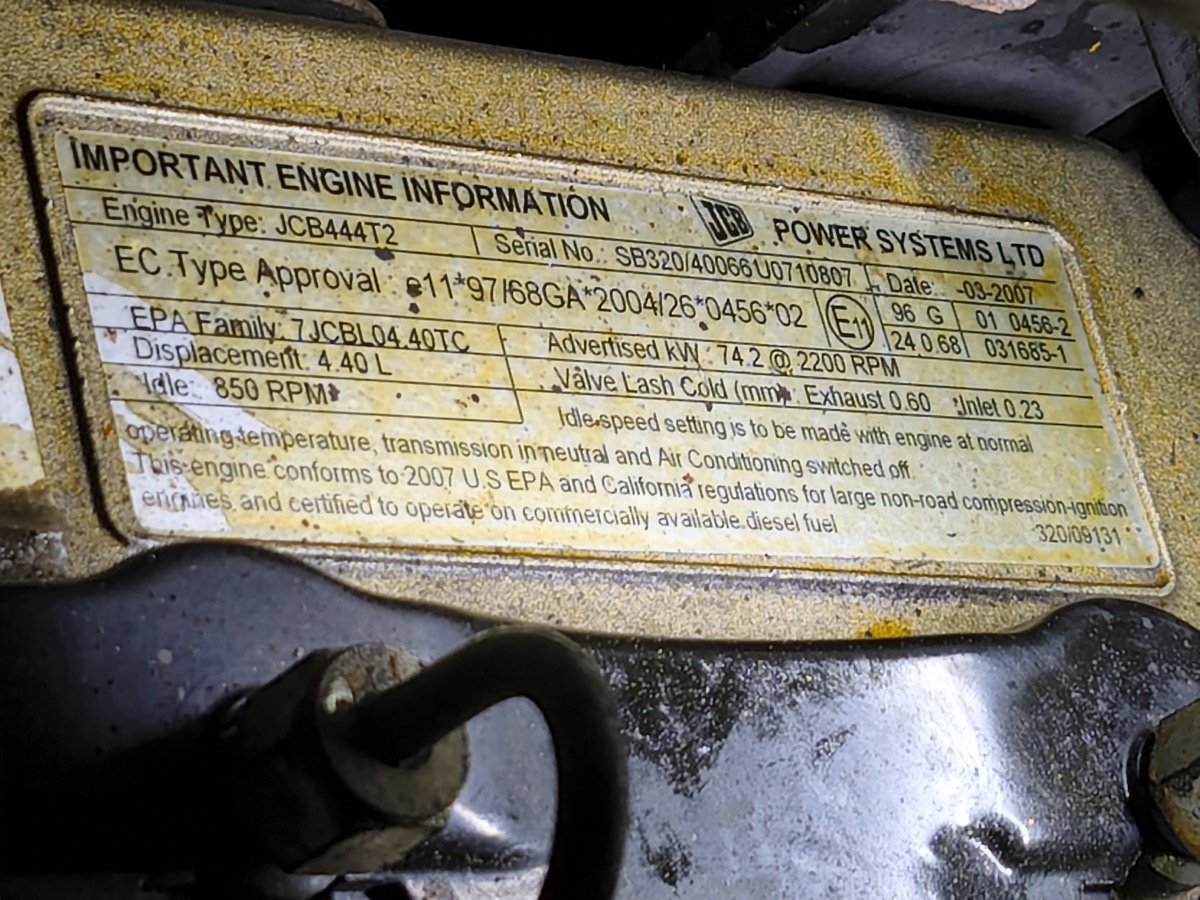 IMPORTANT ENGINE INFORMATION JCB POWER SYSTEMS LTD
Engine Type: JCB444T2 Serial No.: SB320/40066U0710807 Date: -03-2007
EC Type Approval : e11*97/68GA*2004/26*0456*02 E11 96 G 01 0456-2
24 0.68 031685-1
EPA Family: 7JCBL04.40TC Advertised kW : 74.2 @ 2200 RPM
Displacement: 4.40 L Valve Lash Cold (mm): Exhaust 0.60 Inlet 0.23
Idle: 850 RPM Idle speed setting is to be made with engine at normal
operating temperature, transmission in neutral and Air Conditioning switched off.
This engine conforms to 2007 U.S EPA and California regulations for large non-road compression-ignition
engines and certified to operate on commercially available diesel fuel
320/09131